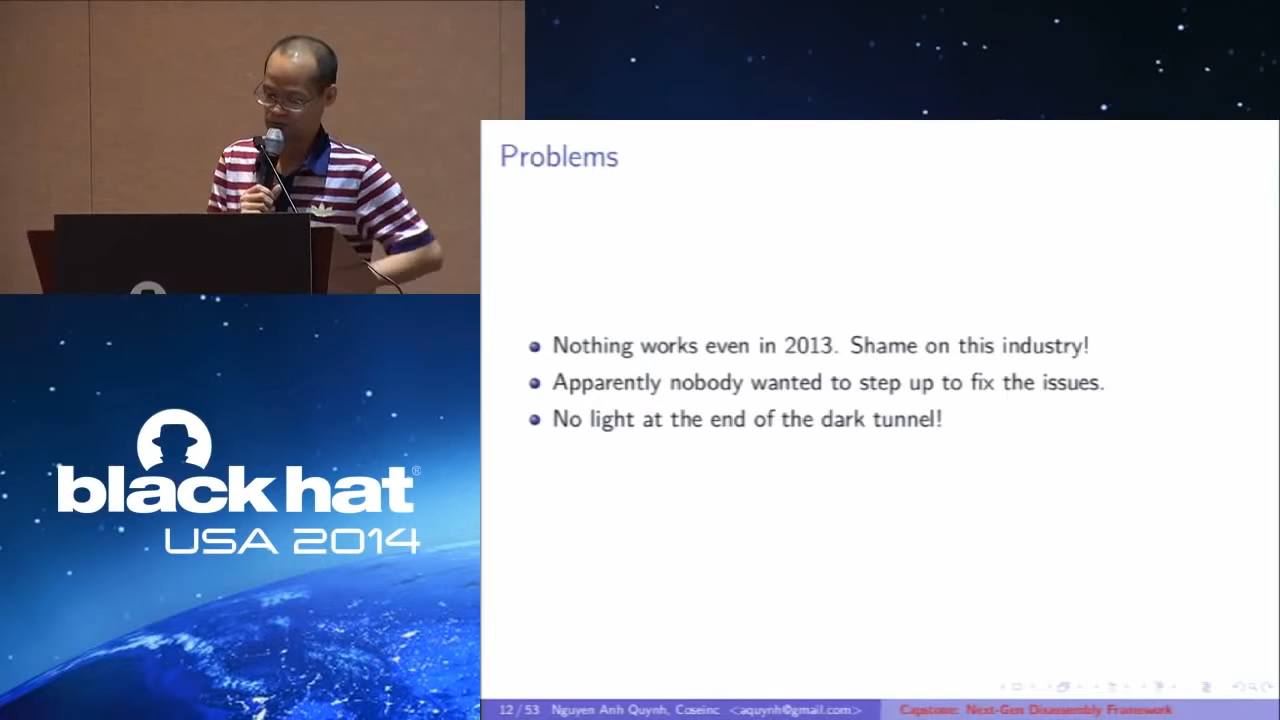 Problems
Nothing works even in 2013. Shame on this industry!
Apparently nobody wanted to step up to fix the issues.
No light at the end of the dark tunnel!
black hat®
USA 2014
12 / 53 Nguyen Anh Quynh, Coseinc <aquynh@gmail.com> Capstone: Next-Gen Disassembly Framework